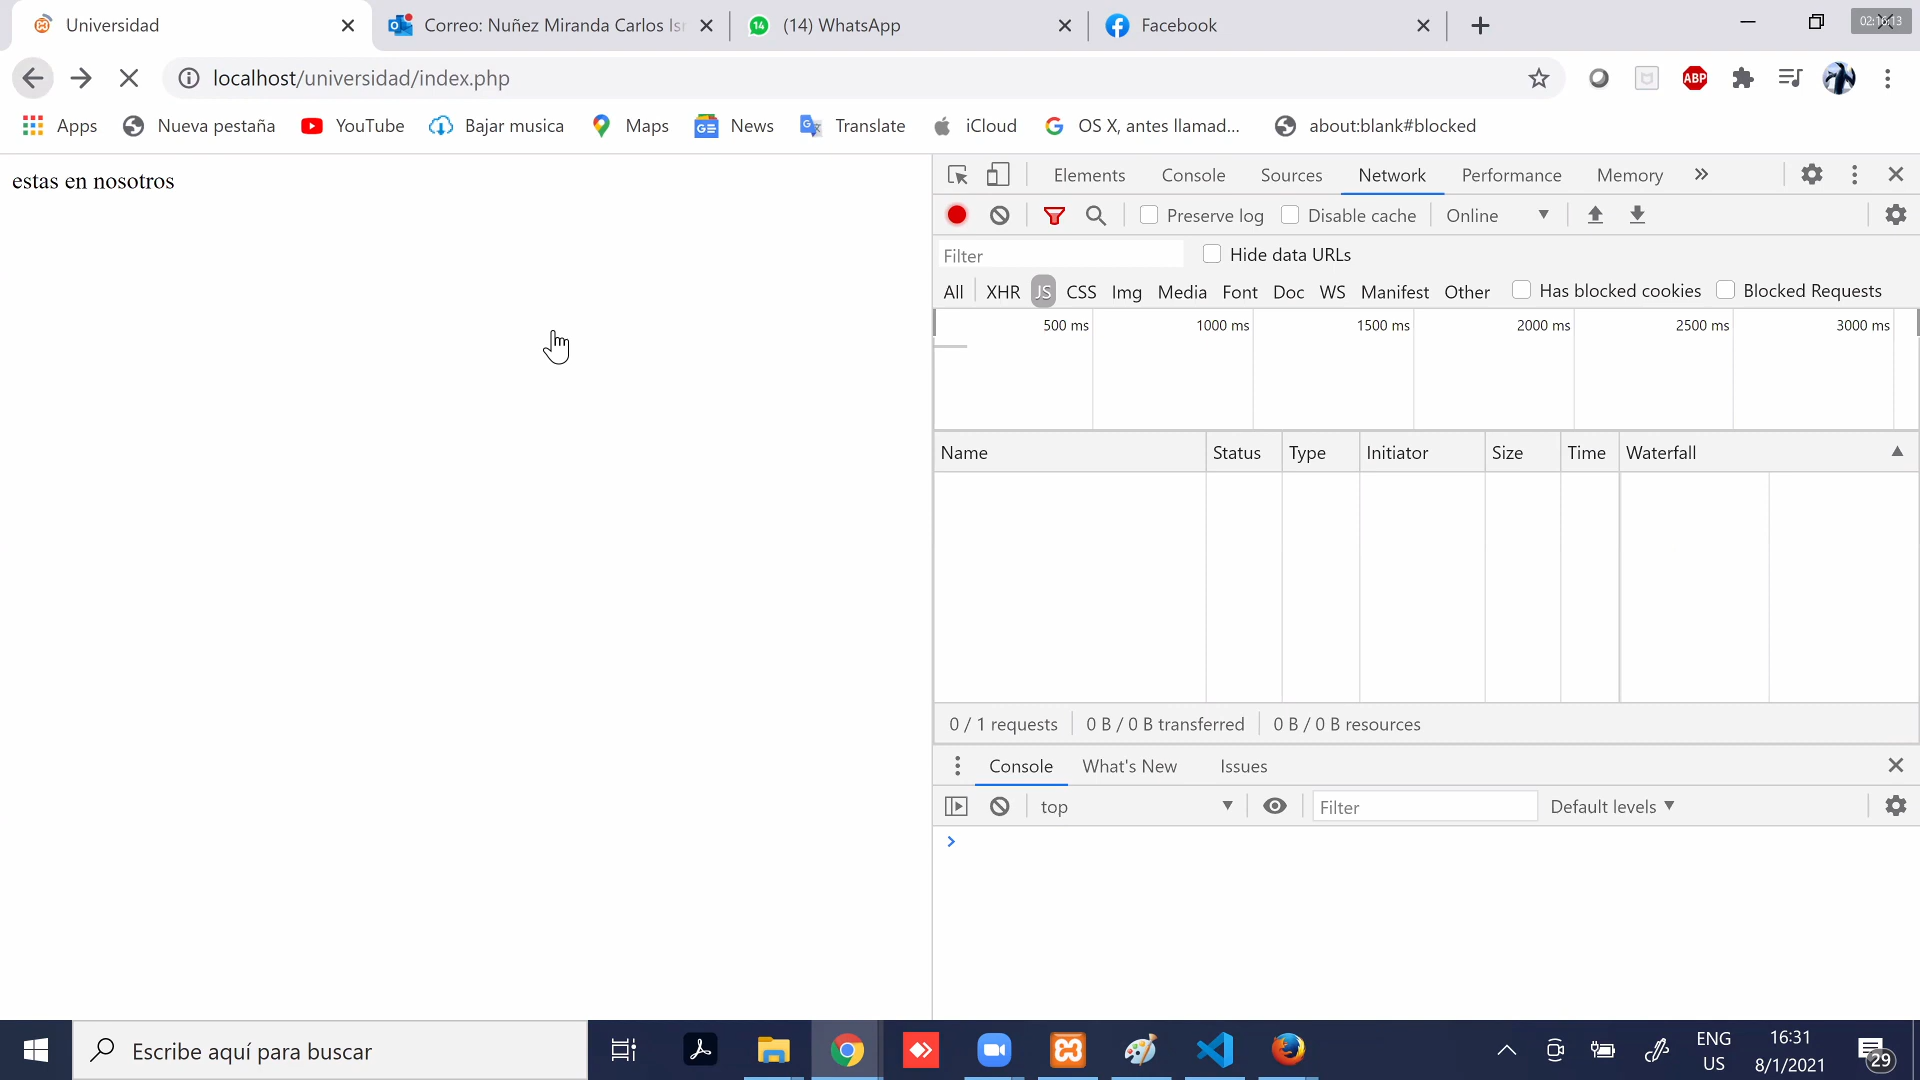 Universidad
Correo: Nuñez Miranda Carlos Isr
(14) WhatsApp
Facebook
02:16:13
localhost/universidad/index.php
ABP
Apps
Nueva pestaña
YouTube
Bajar musica
Maps
News
Translate
iCloud
OS X, antes llamad...
about:blank#blocked
estas en nosotros
Elements Console Sources Network Performance Memory »
Preserve log Disable cache Online
Filter Hide data URLs
All XHR JS CSS Img Media Font Doc WS Manifest Other Has blocked cookies Blocked Requests
500 ms 1000 ms 1500 ms 2000 ms 2500 ms 3000 ms
Name Status Type Initiator Size Time Waterfall
0 / 1 requests 0 B / 0 B transferred 0 B / 0 B resources
Console What's New Issues
top Filter Default levels
Escribe aquí para buscar
ENG
US
16:31
8/1/2021
29